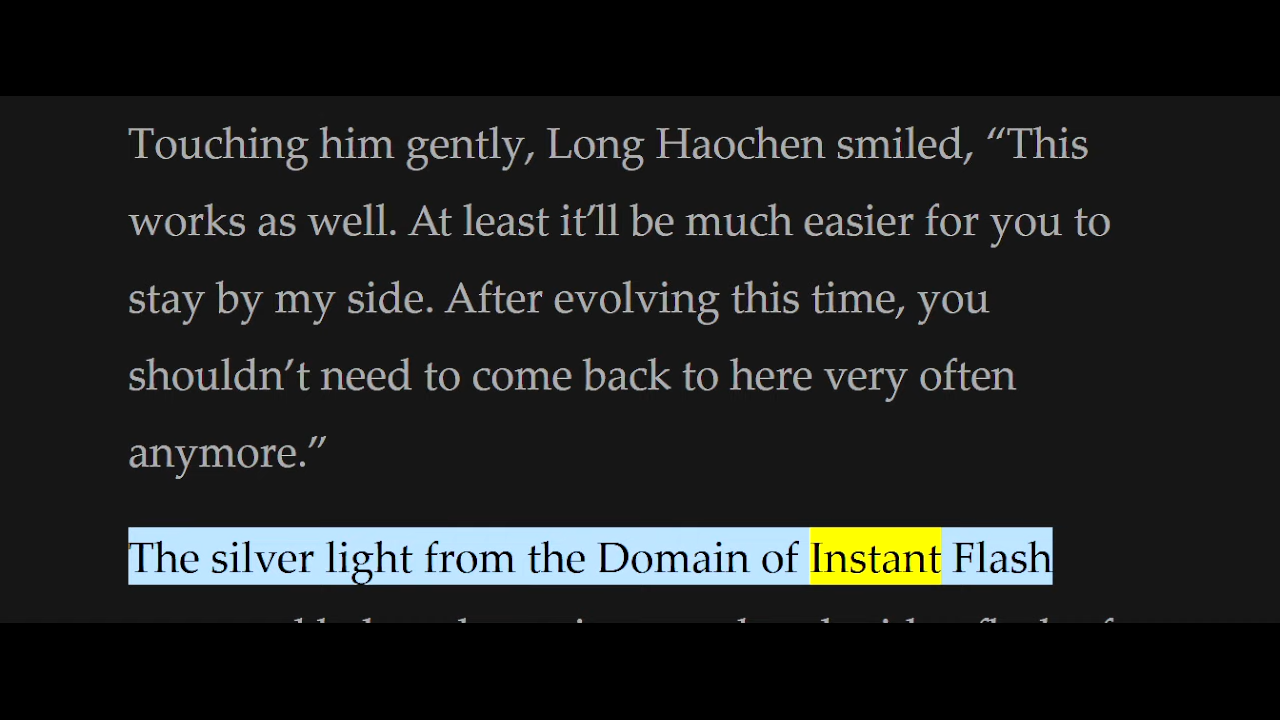 Touching him gently, Long Haochen smiled, “This
works as well. At least it’ll be much easier for you to
stay by my side. After evolving this time, you
shouldn’t need to come back to here very often
anymore.”
The silver light from the Domain of Instant Flash